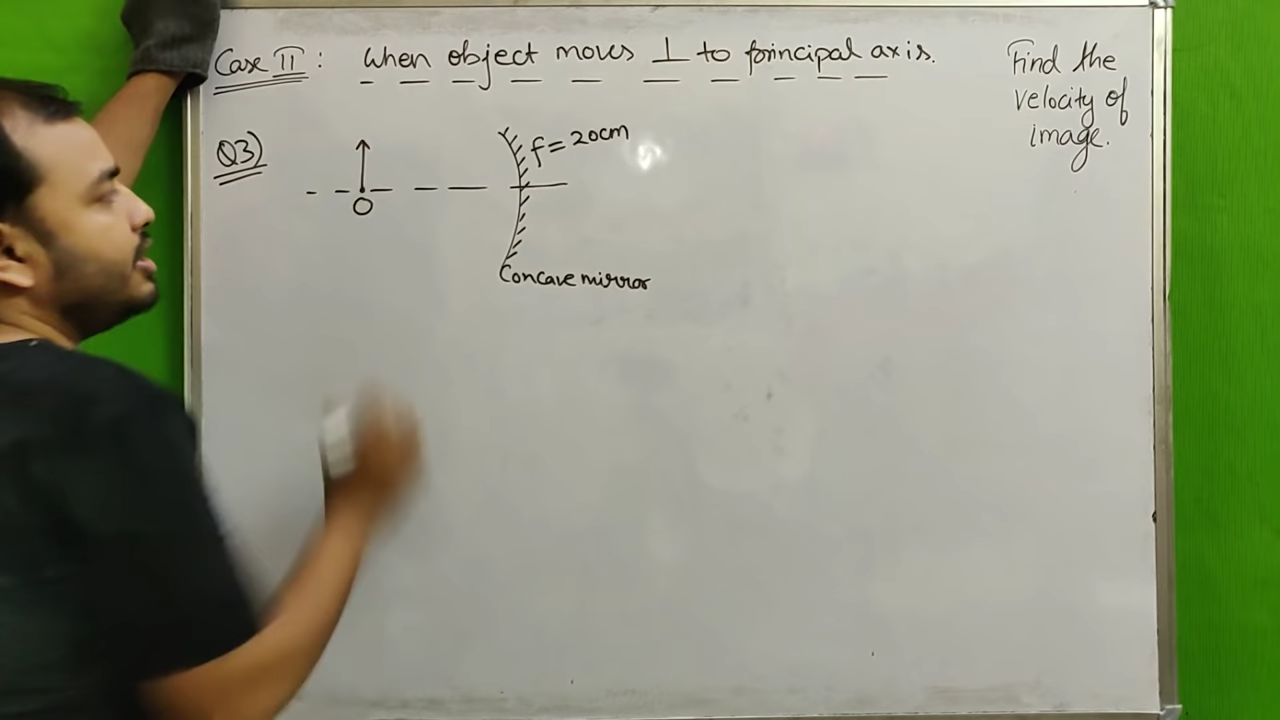 Case II : When object moves ⊥ to principal axis.
Find the
velocity of
image.
Q3)
f = 20cm
O
Concave mirror